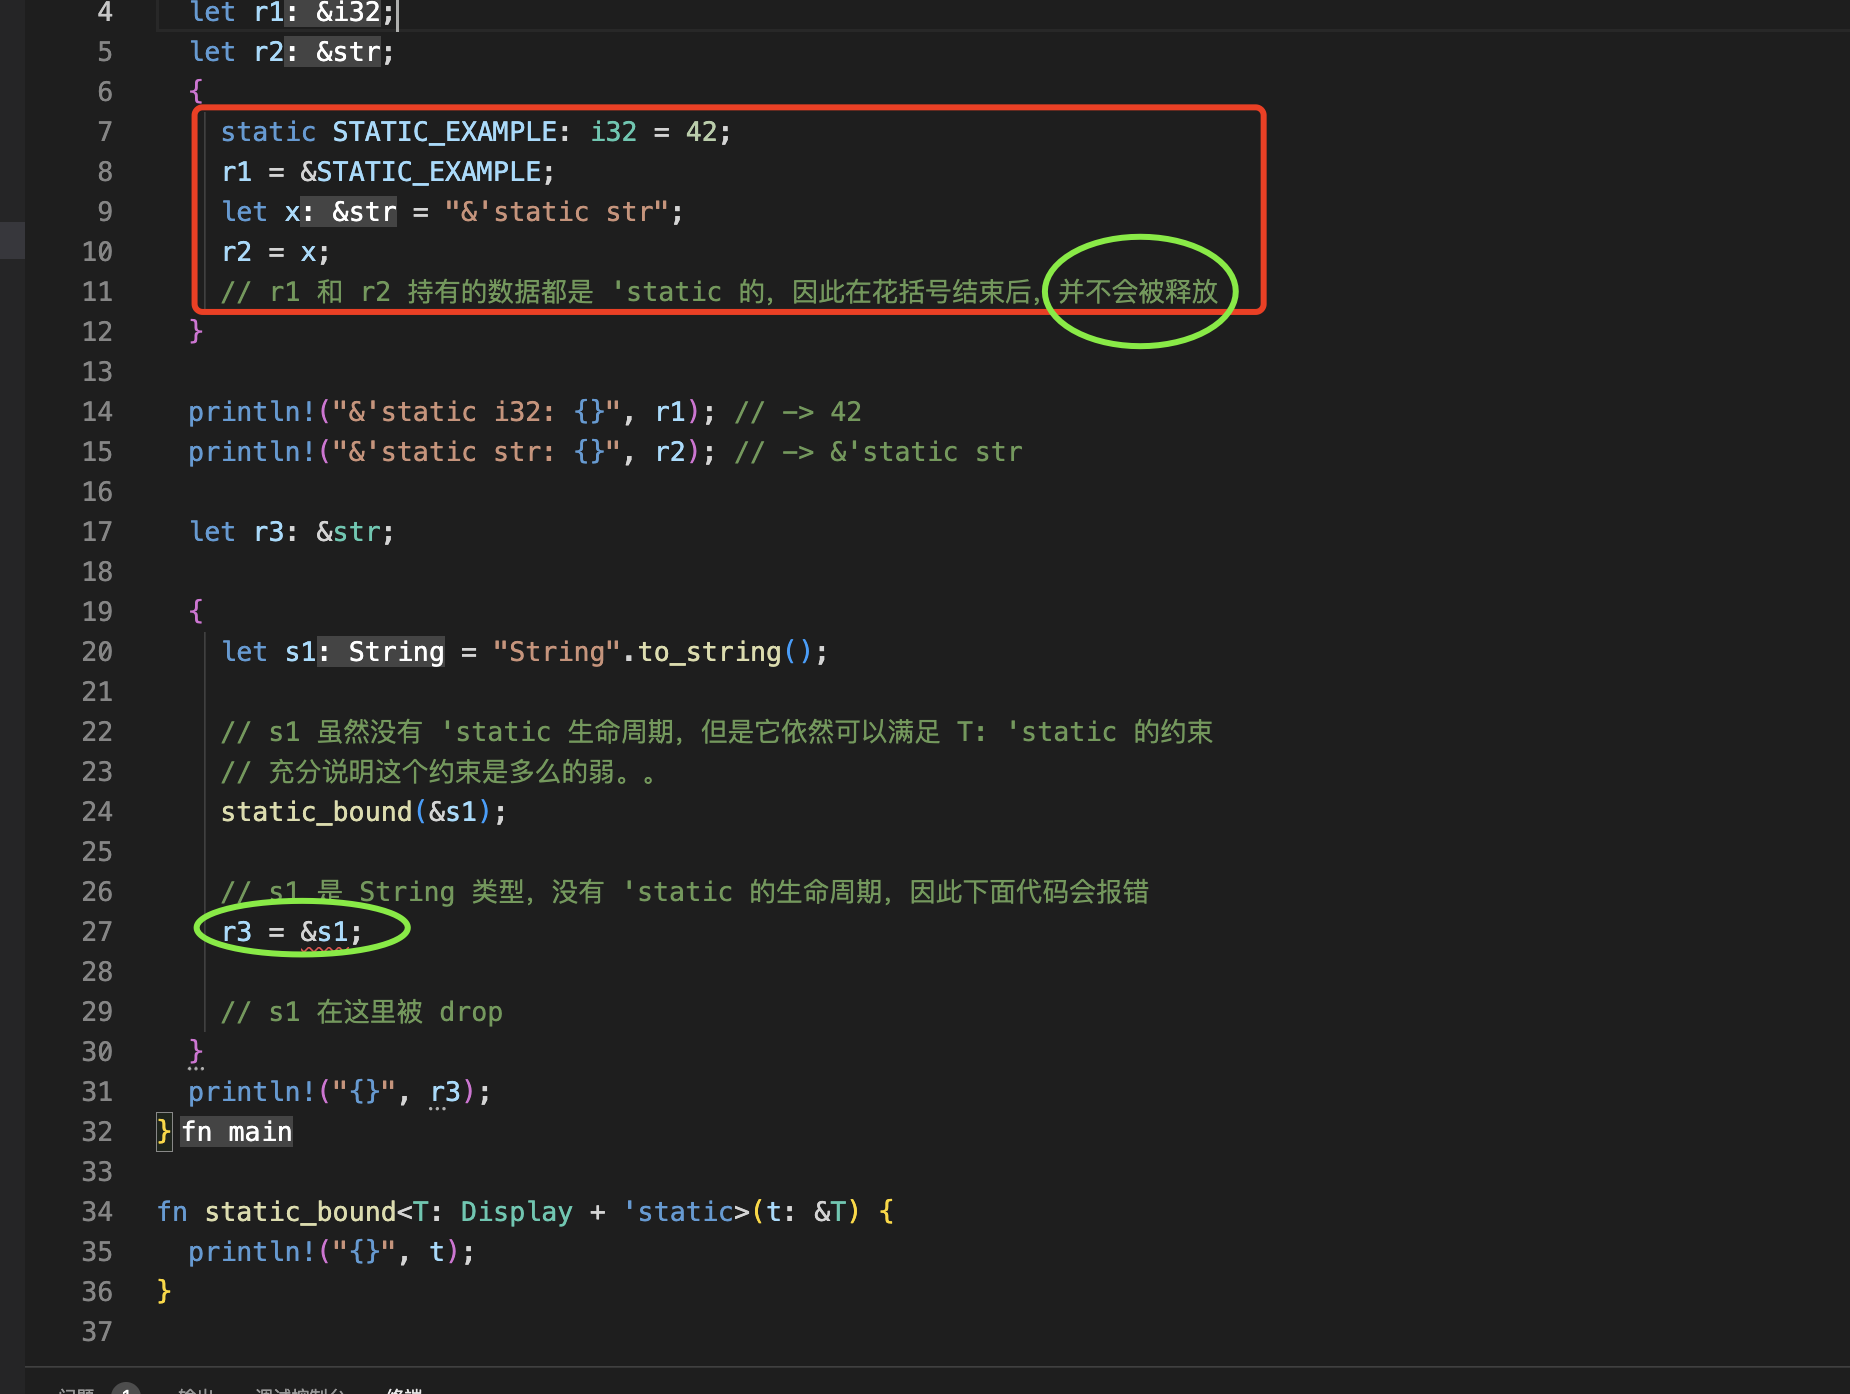 4 let r1: &i32;
5 let r2: &str;
6 {
7 static STATIC_EXAMPLE: i32 = 42;
8 r1 = &STATIC_EXAMPLE;
9 let x: &str = "&'static str";
10 r2 = x;
11 // r1 和 r2 持有的数据都是 'static 的，因此在花括号结束后，并不会被释放
12 }
13
14 println!("&'static i32: {}", r1); // -> 42
15 println!("&'static str: {}", r2); // -> &'static str
16
17 let r3: &str;
18
19 {
20 let s1: String = "String".to_string();
21
22 // s1 虽然没有 'static 生命周期，但是它依然可以满足 T: 'static 的约束
23 // 充分说明这个约束是多么的弱。。
24 static_bound(&s1);
25
26 // s1 是 String 类型，没有 'static 的生命周期，因此下面代码会报错
27 r3 = &s1;
28
29 // s1 在这里被 drop
30 }
31 println!("{}", r3);
32 } fn main
33
34 fn static_bound<T: Display + 'static>(t: &T) {
35 println!("{}", t);
36 }
37